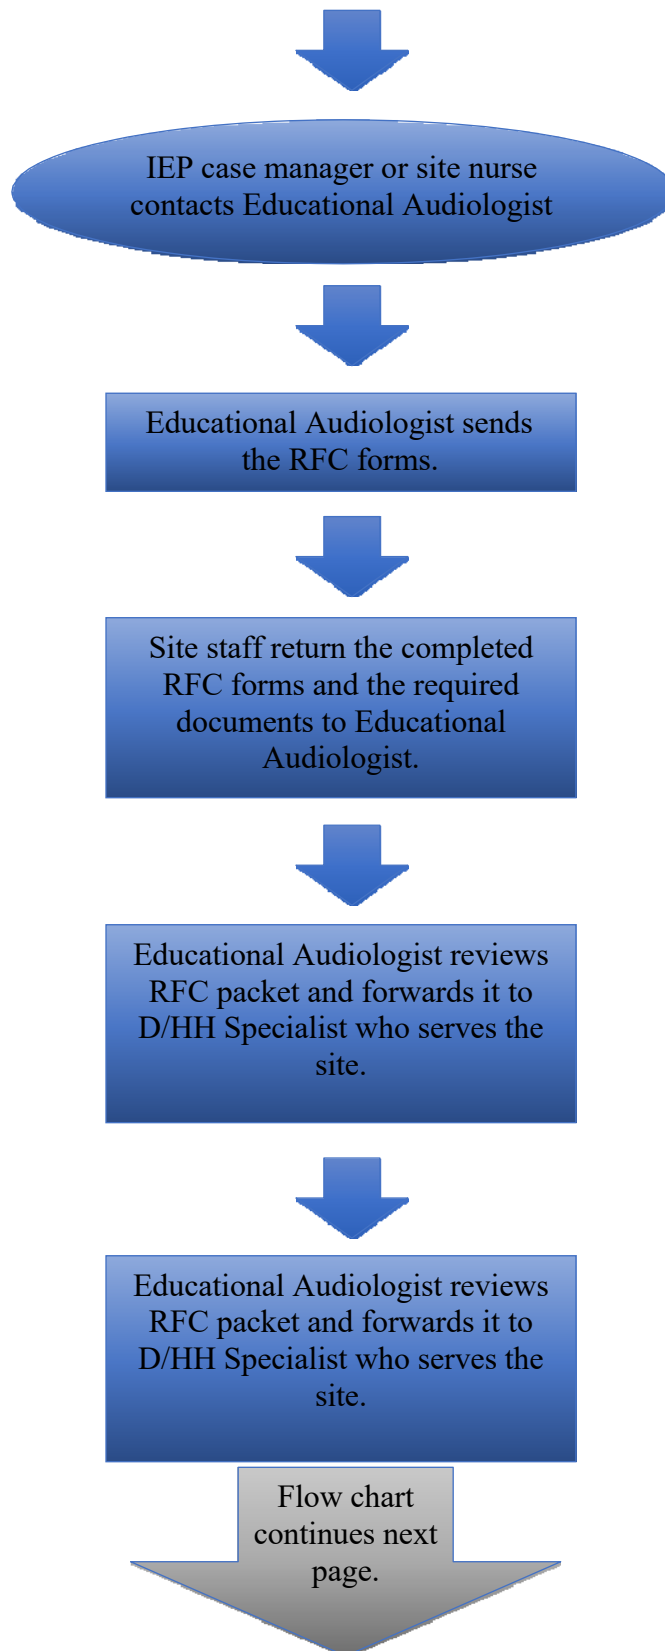 IEP case manager or site nurse
contacts Educational Audiologist
Educational Audiologist sends
the RFC forms.
Site staff return the completed
RFC forms and the required
documents to Educational
Audiologist.
Educational Audiologist reviews
RFC packet and forwards it to
D/HH Specialist who serves the
site.
Educational Audiologist reviews
RFC packet and forwards it to
D/HH Specialist who serves the
site.
Flow chart
continues next
page.